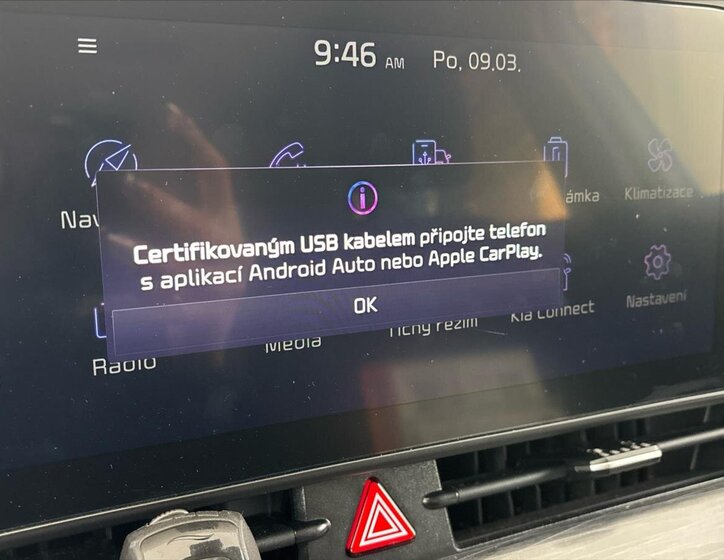 9:46 AM Po, 09.03.
Certifikovaným USB kabelem připojte telefon
s aplikací Android Auto nebo Apple CarPlay.
OK
Klimatizace
Rádio
Média
Tichý režim
Kia Connect
Nastavení